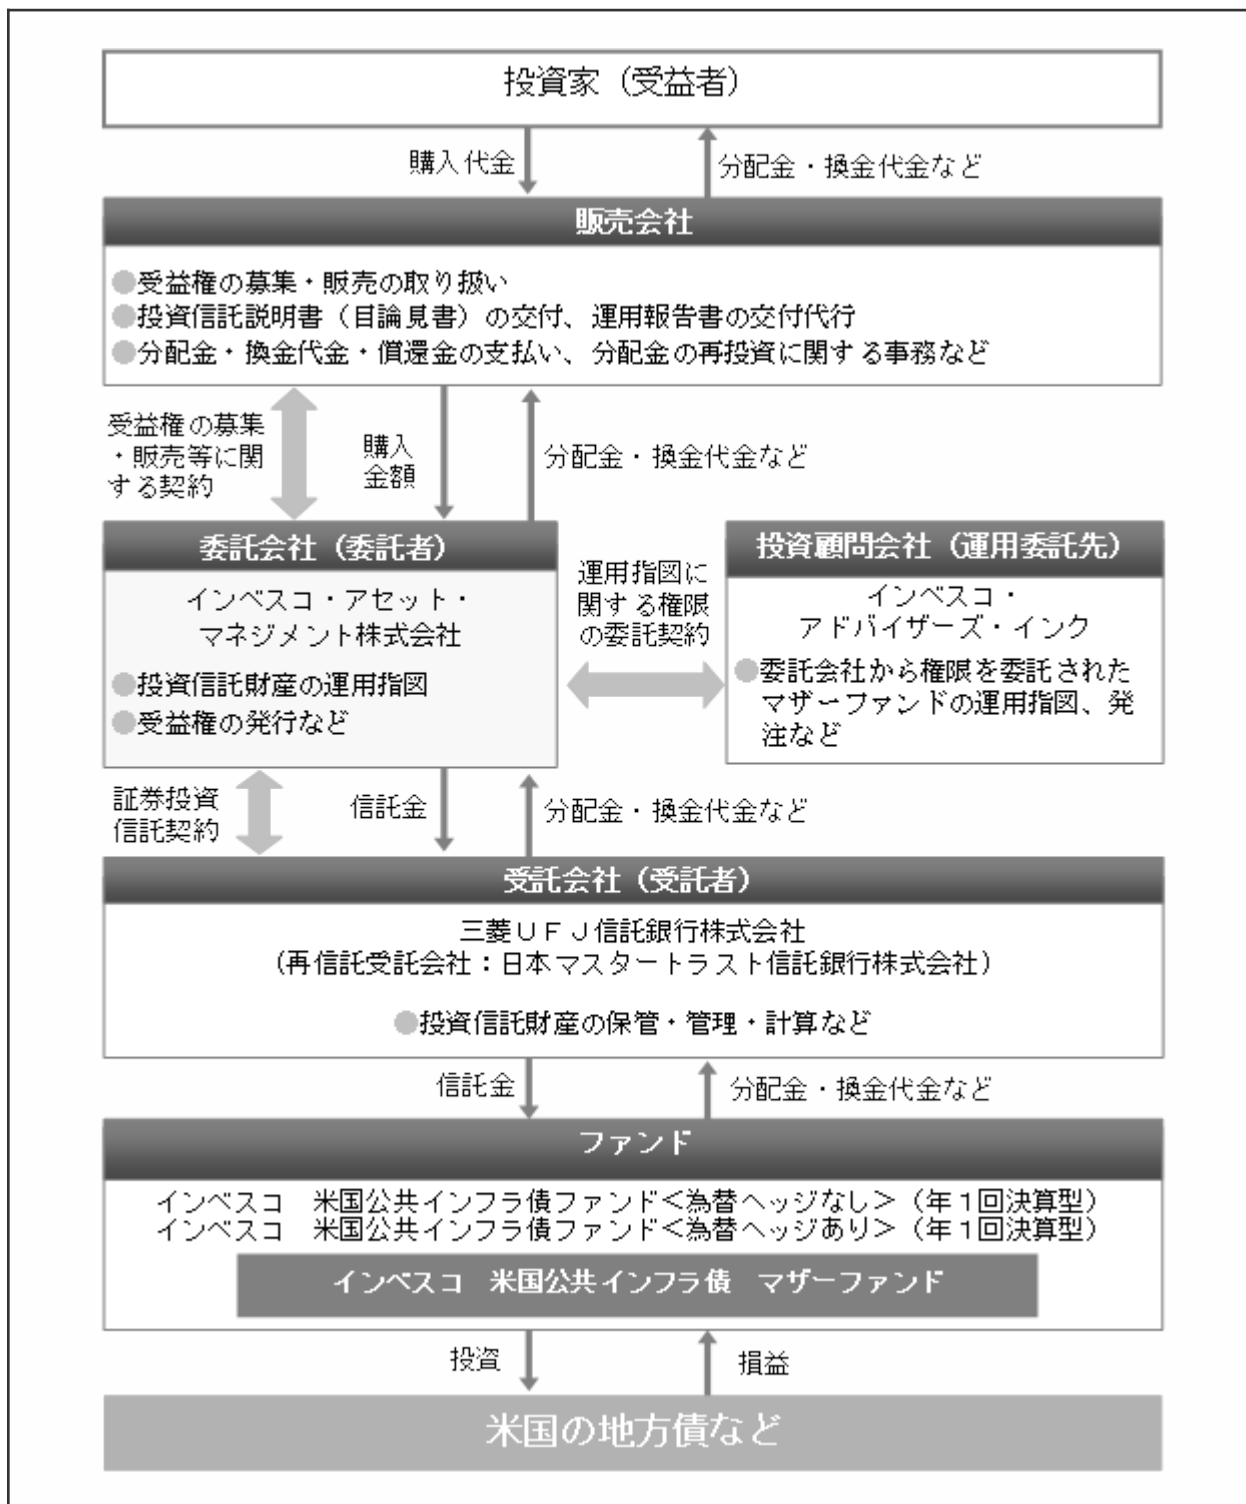 投資家（受益者）
購入代金
分配金・換金代金など
販売会社
●受益権の募集・販売の取り扱い
●投資信託説明書（目論見書）の交付、運用報告書の交付代行
●分配金・換金代金・償還金の支払い、分配金の再投資に関する事務など
受益権の募集
・販売等に関
する契約
購入
金額
分配金・換金代金など
委託会社（委託者）
インベスコ・アセット・
マネジメント株式会社
●投資信託財産の運用指図
●受益権の発行など
運用指図に
関する権限
の委託契約
投資顧問会社（運用委託先）
インベスコ・
アドバイザーズ・インク
●委託会社から権限を委託された
マザーファンドの運用指図、発
注など
証券投資
信託契約
信託金
分配金・換金代金など
受託会社（受託者）
三菱ＵＦＪ信託銀行株式会社
（再信託受託会社：日本マスタートラスト信託銀行株式会社）
●投資信託財産の保管・管理・計算など
信託金
分配金・換金代金など
ファンド
インベスコ　米国公共インフラ債ファンド＜為替ヘッジなし＞（年１回決算型）
インベスコ　米国公共インフラ債ファンド＜為替ヘッジあり＞（年１回決算型）
インベスコ　米国公共インフラ債　マザーファンド
投資
損益
米国の地方債など